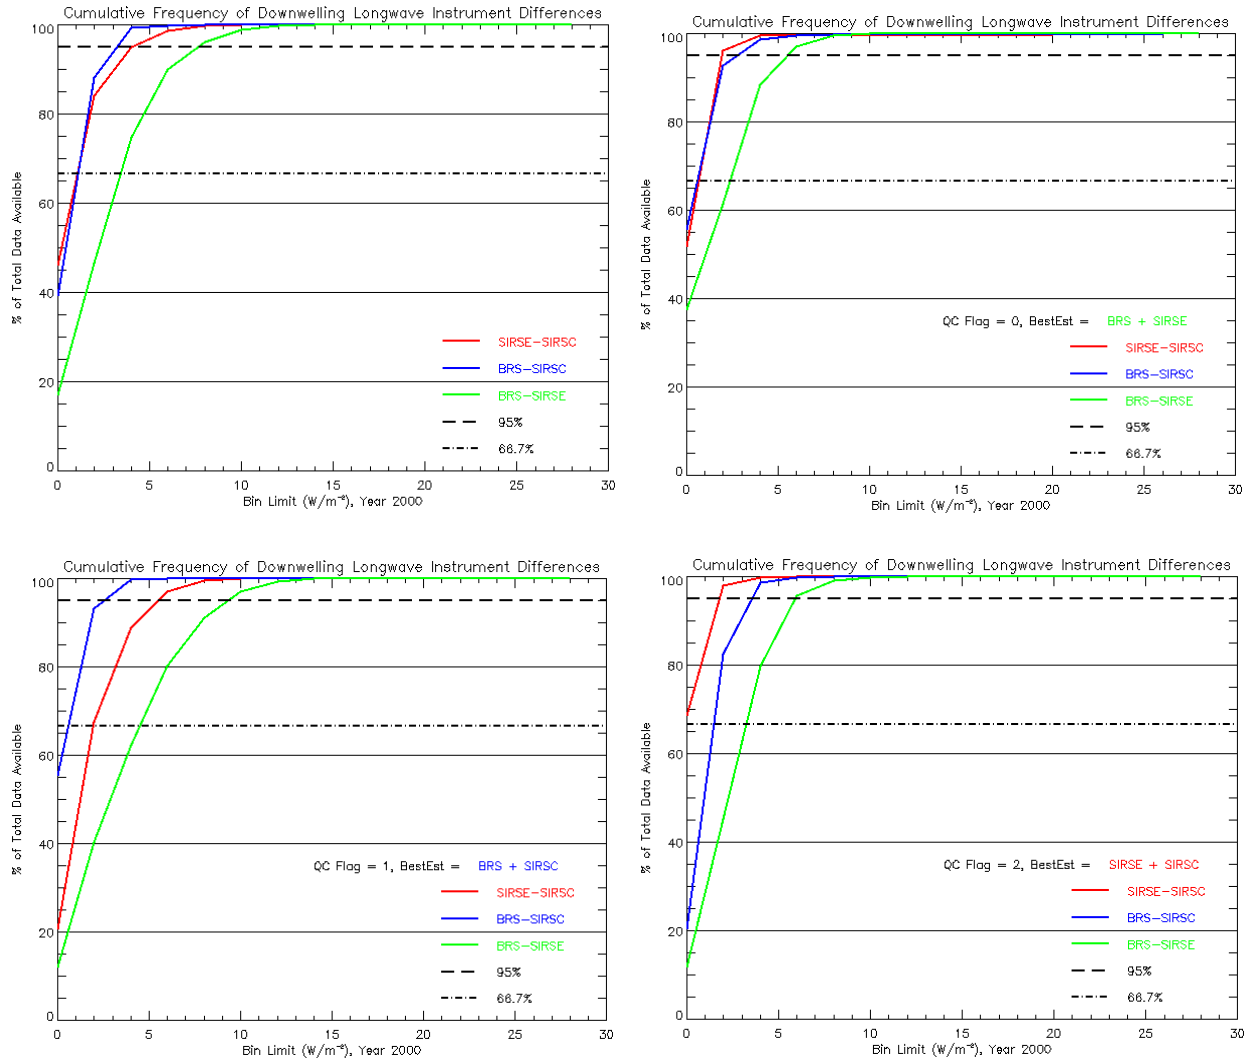 Cumulative Frequency of Downwelling Longwave Instrument Differences
% of Total Data Available
100
80
60
40
20
0
SIRSE-SIRSC
BRS-SIRSC
BRS-SIRSE
95%
66.7%
0 5 10 15 20 25 30
Bin Limit (W/m⁻²), Year 2000
Cumulative Frequency of Downwelling Longwave Instrument Differences
% of Total Data Available
100
80
60
40
20
0
QC Flag = 0, BestEst = BRS + SIRSE
SIRSE-SIRSC
BRS-SIRSC
BRS-SIRSE
95%
66.7%
0 5 10 15 20 25 30
Bin Limit (W/m⁻²), Year 2000
Cumulative Frequency of Downwelling Longwave Instrument Differences
% of Total Data Available
100
80
60
40
20
0
QC Flag = 1, BestEst = BRS + SIRSC
SIRSE-SIRSC
BRS-SIRSC
BRS-SIRSE
95%
66.7%
0 5 10 15 20 25 30
Bin Limit (W/m⁻²), Year 2000
Cumulative Frequency of Downwelling Longwave Instrument Differences
% of Total Data Available
100
80
60
40
20
0
QC Flag = 2, BestEst = SIRSE + SIRSC
SIRSE-SIRSC
BRS-SIRSC
BRS-SIRSE
95%
66.7%
0 5 10 15 20 25 30
Bin Limit (W/m⁻²), Year 2000